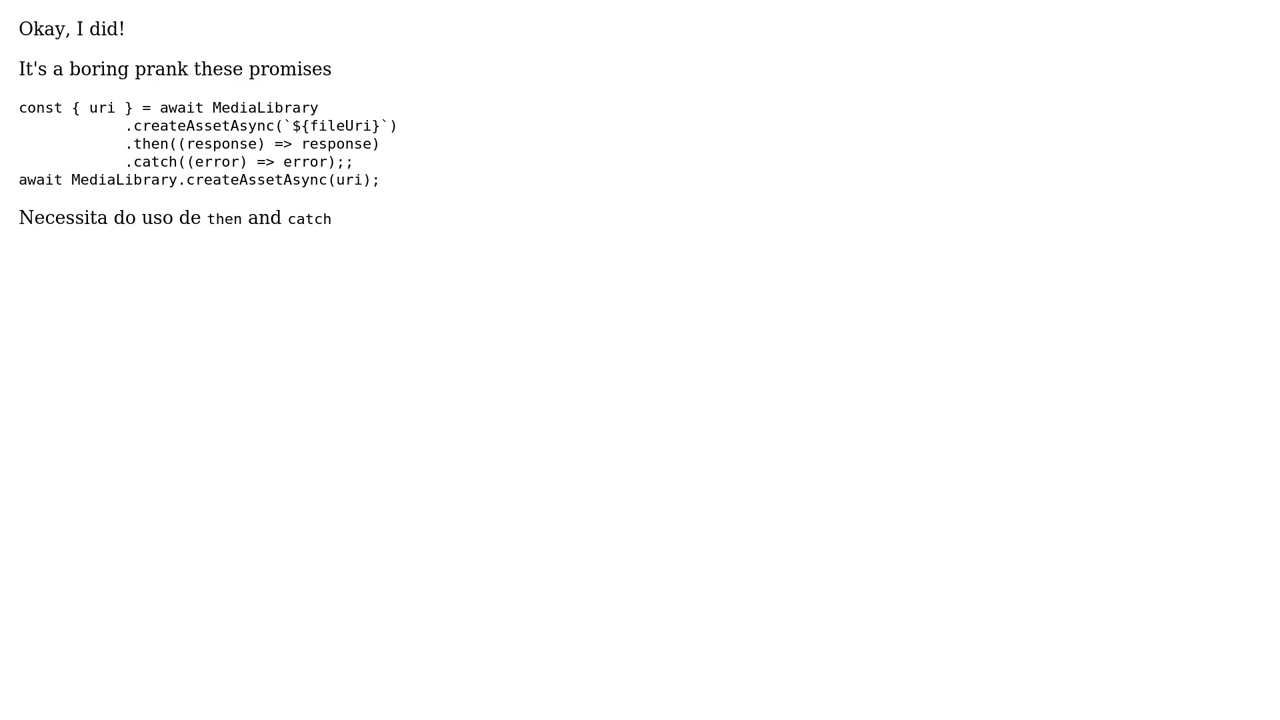 Okay, I did!
It's a boring prank these promises
const { uri } = await MediaLibrary
            .createAssetAsync(`${fileUri}`)
            .then((response) => response)
            .catch((error) => error);;
await MediaLibrary.createAssetAsync(uri);
Necessita do uso de then and catch